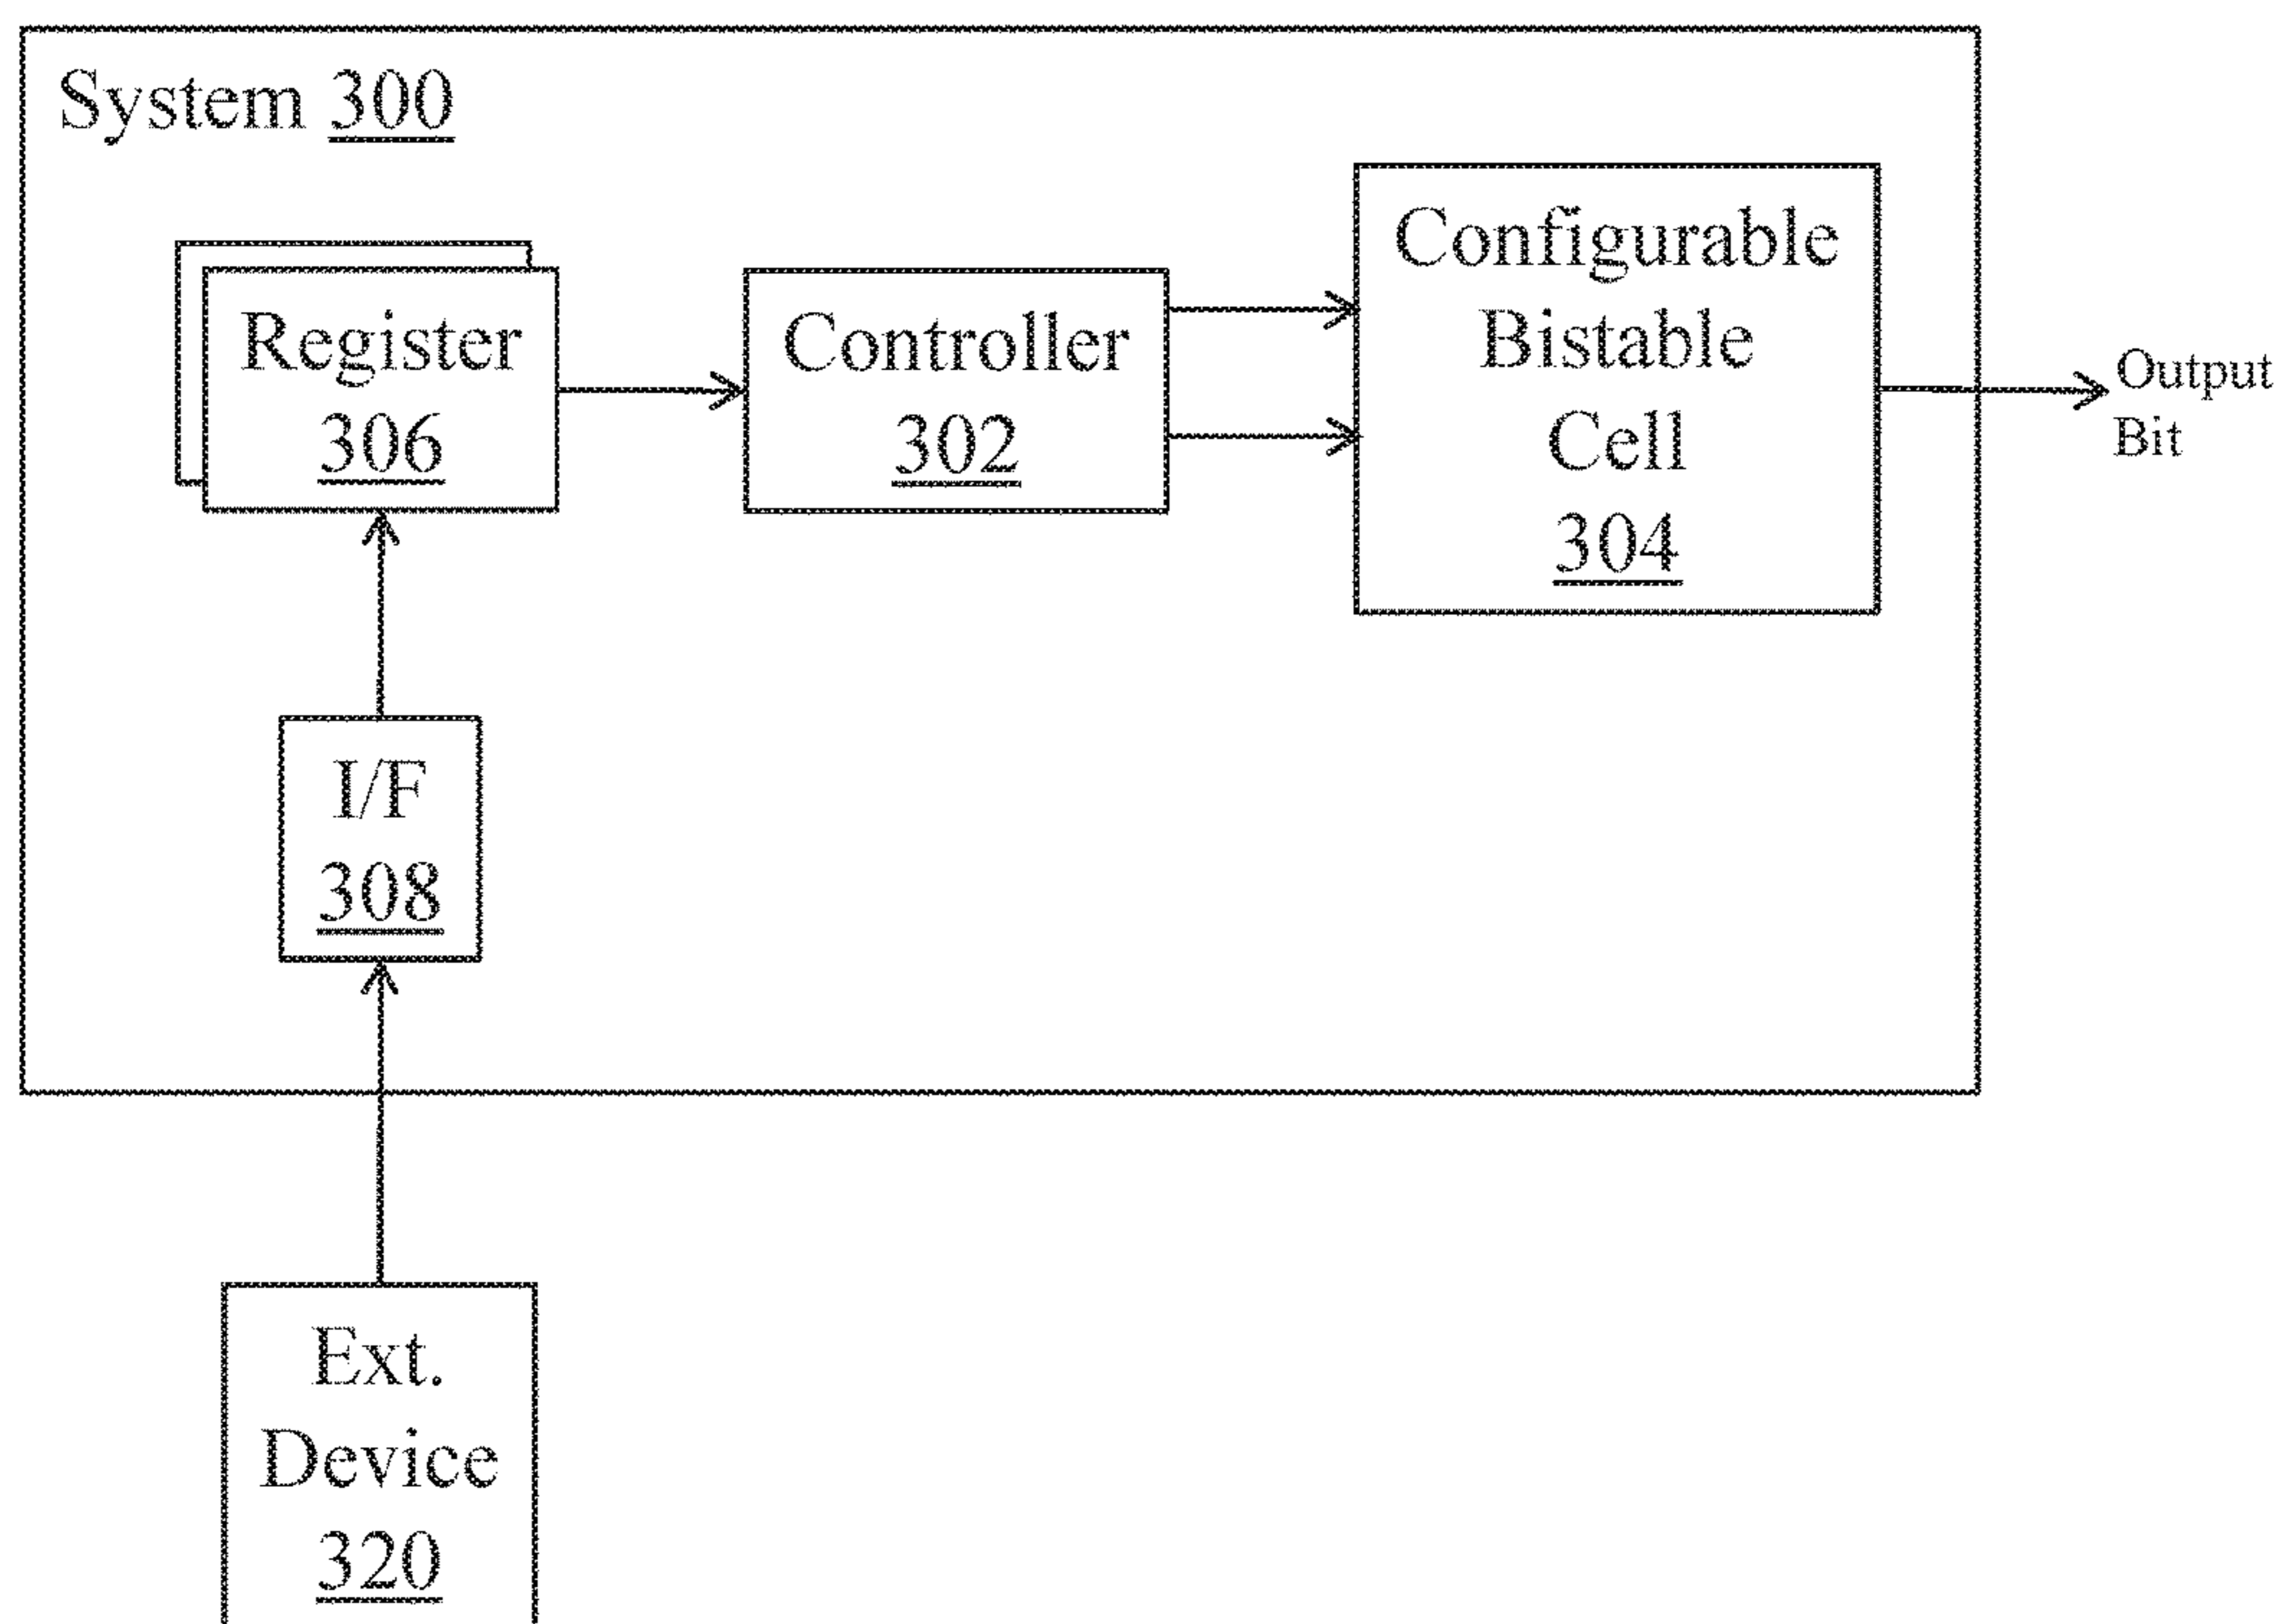 System 300
Register
306
Controller
302
Configurable
Bistable
Cell
304
Output
Bit
I/F
308
Ext.
Device
320